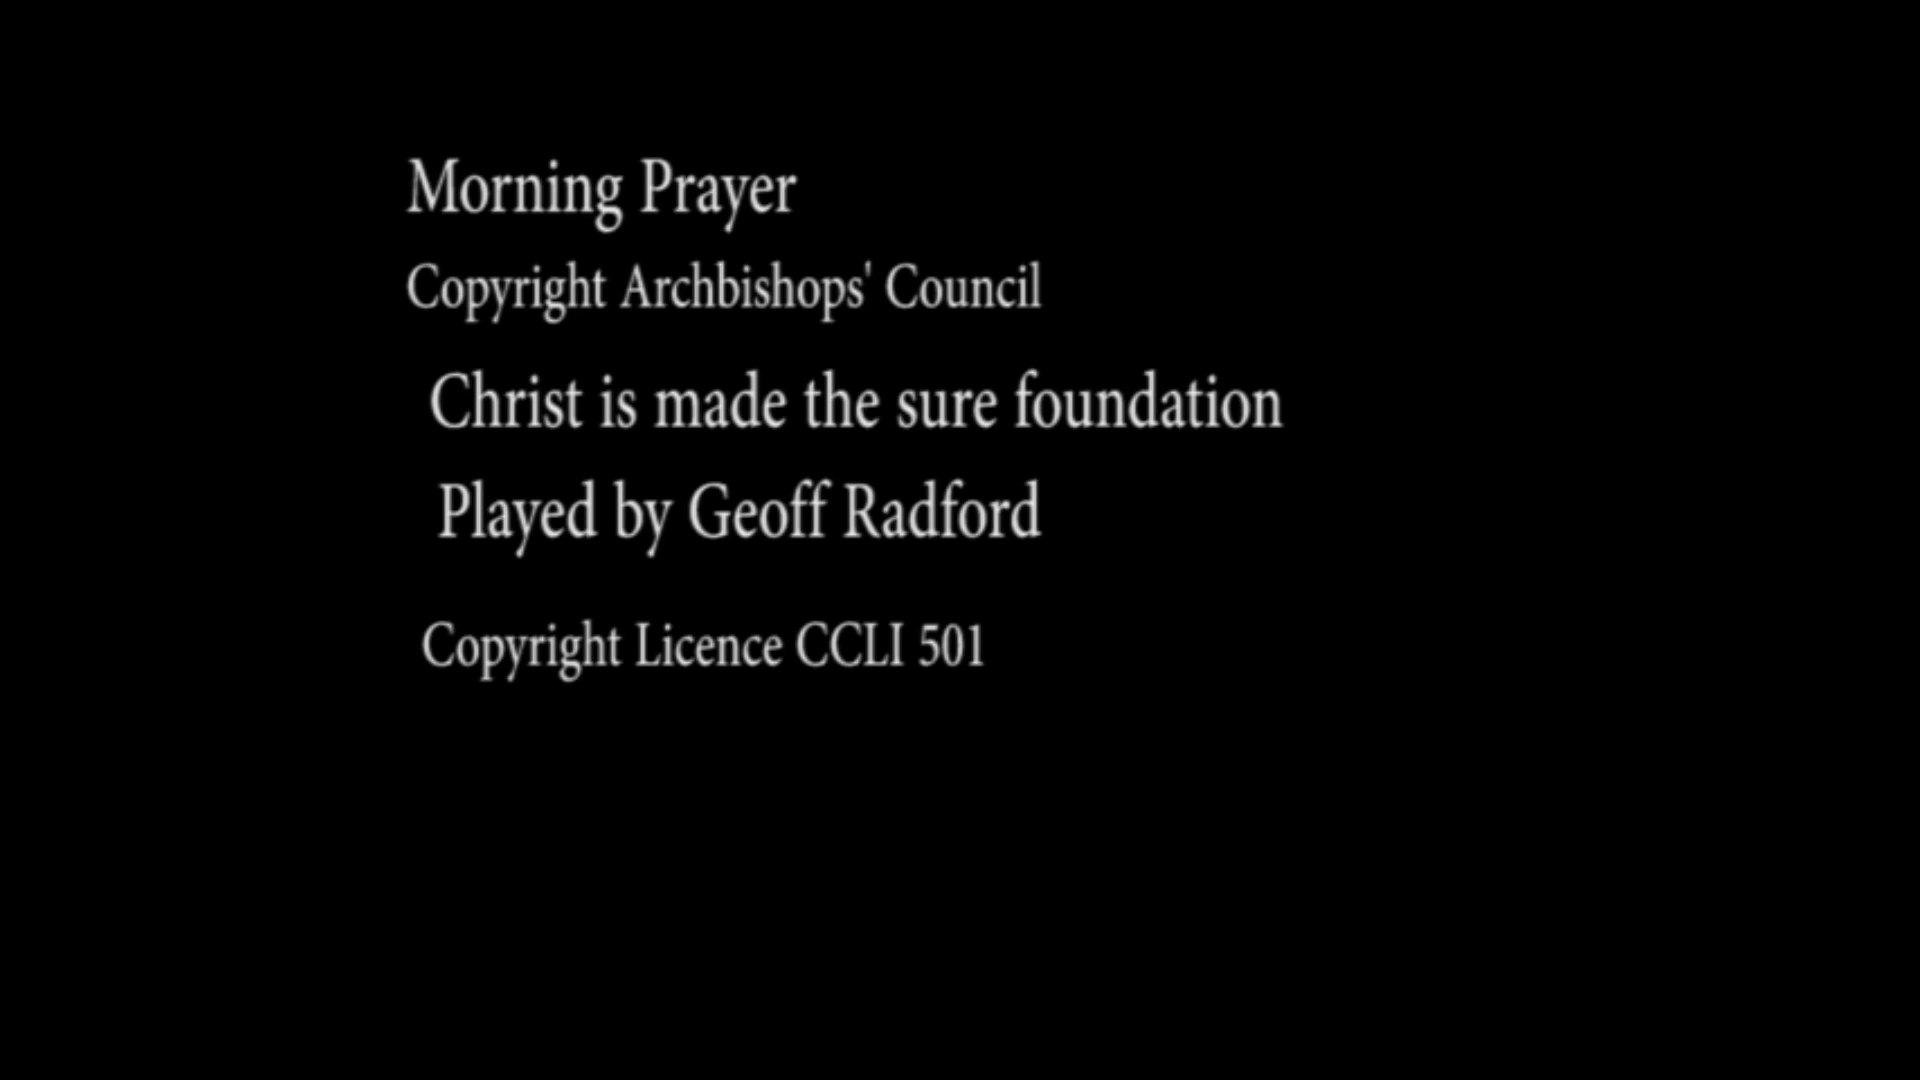 Morning Prayer
Copyright Archbishops' Council
Christ is made the sure foundation
Played by Geoff Radford
Copyright Licence CCLI 501